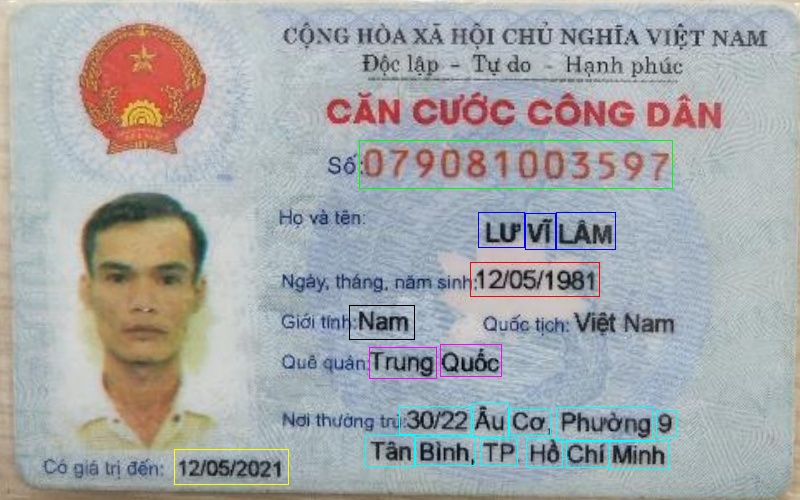 CỘNG HÒA XÃ HỘI CHỦ NGHĨA VIỆT NAM
Độc lập - Tự do - Hạnh phúc
CĂN CƯỚC CÔNG DÂN
Số: 079081003597
Họ và tên: LƯ VĨ LÂM
Ngày, tháng, năm sinh: 12/05/1981
Giới tính: Nam Quốc tịch: Việt Nam
Quê quán: Trung Quốc
Nơi thường trú: 30/22 Âu Cơ, Phường 9
Tân Bình, TP. Hồ Chí Minh
Có giá trị đến: 12/05/2021